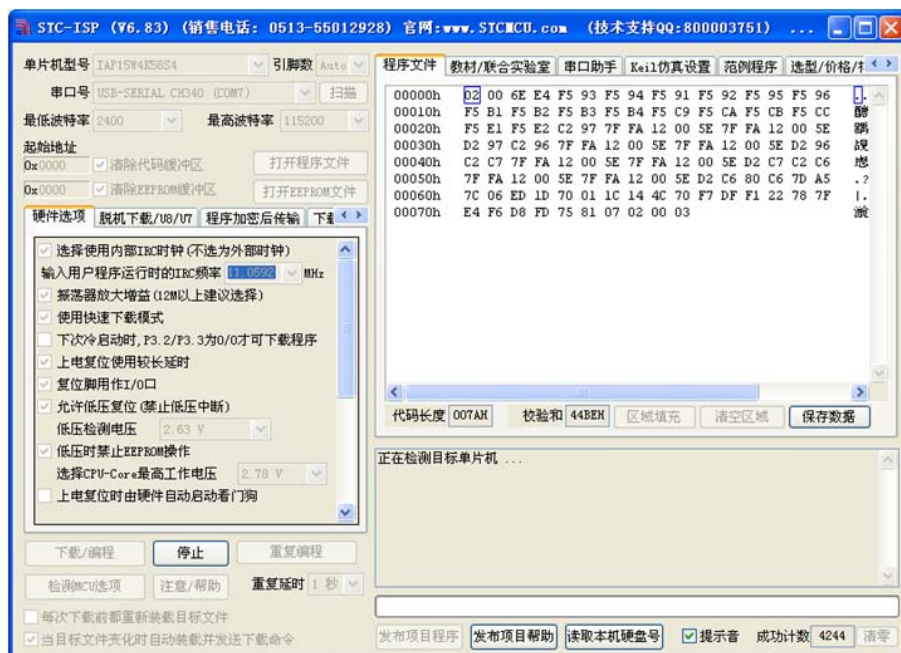 STC-ISP (V6.83) (销售电话: 0513-55012928) 官网:www.STCMCU.com (技术支持QQ:800003751) ...
单片机型号 IAP15W4K58S4 引脚数 Auto
串口号 USB-SERIAL CH340 (COM7) 扫描
最低波特率 2400 最高波特率 115200
起始地址
0x0000 清除代码缓冲区 打开程序文件
0x0000 清除EEPROM缓冲区 打开EEPROM文件
硬件选项 脱机下载/U8/U7 程序加密后传输
选择使用内部IRC时钟(不选为外部时钟)
输入用户程序运行时的IRC频率 11.0592 MHz
振荡器放大增益(12M以上建议选择)
使用快速下载模式
下次冷启动时,P3.2/P3.3为0/0才可下载程序
上电复位使用较长延时
复位脚用作I/O口
允许低压复位(禁止低压中断)
低压检测电压 2.63 V
低压时禁止EEPROM操作
选择CPU-Core最高工作电压 2.78 V
上电复位时由硬件自动启动看门狗
下载/编程 停止 重复编程
检测MCU选项 注意/帮助 重复延时 1 秒
每次下载前都重新装载目标文件
当目标文件变化时自动装载并发送下载命令
程序文件 教材/联合实验室 串口助手 Keil仿真设置 范例程序 选型/价格/
00000h 02 00 6E E4 F5 93 F5 94 F5 91 F5 92 F5 95 F5 96
00010h F5 B1 F5 B2 F5 B3 F5 B4 F5 C9 F5 CA F5 CB F5 CC
00020h F5 E1 F5 E2 C2 97 7F FA 12 00 5E 7F FA 12 00 5E
00030h D2 97 C2 96 7F FA 12 00 5E 7F FA 12 00 5E D2 96
00040h C2 C7 7F FA 12 00 5E 7F FA 12 00 5E D2 C7 C2 C6
00050h 7F FA 12 00 5E 7F FA 12 00 5E D2 C6 80 C6 7D A5 .?
00060h 7C 06 ED 1D 70 01 1C 14 4C 70 F7 DF F1 22 78 7F |.
00070h E4 F6 D8 FD 75 81 07 02 00 03
代码长度 007AH 校验和 44BEH 区域填充 清空区域 保存数据
正在检测目标单片机 ...
发布项目程序 发布项目帮助 读取本机硬盘号 提示音 成功计数 4244 清零